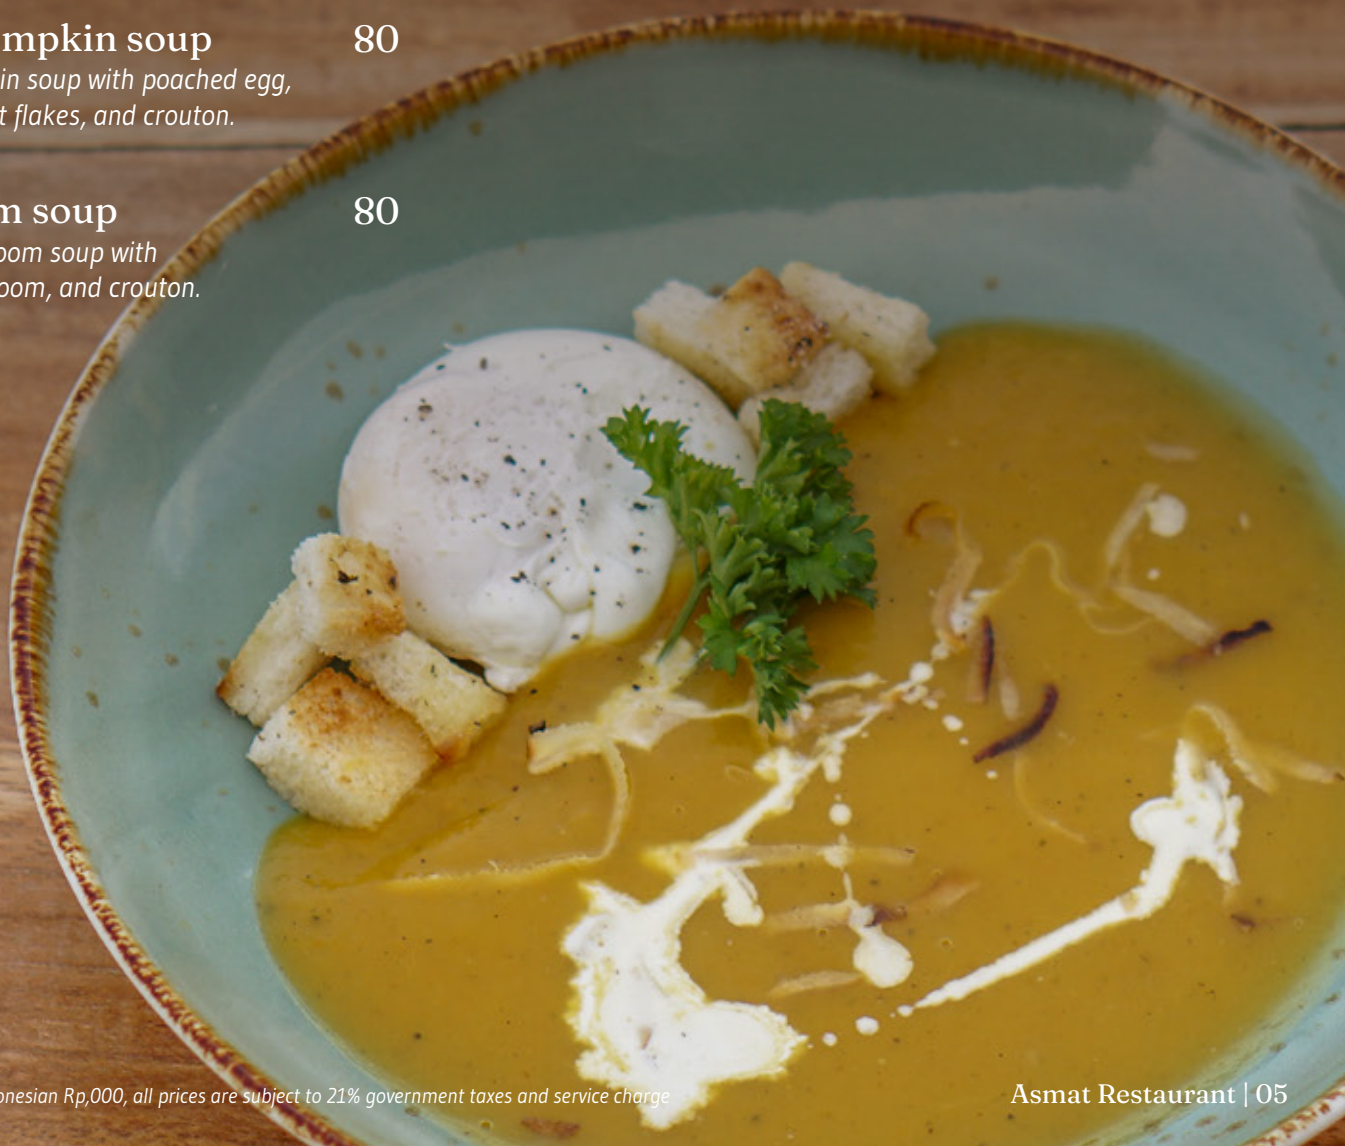 mpkin soup 80
in soup with poached egg,
t flakes, and crouton.
m soup 80
oom soup with
oom, and crouton.
onesian Rp,000, all prices are subject to 21% government taxes and service charge
Asmat Restaurant | 05